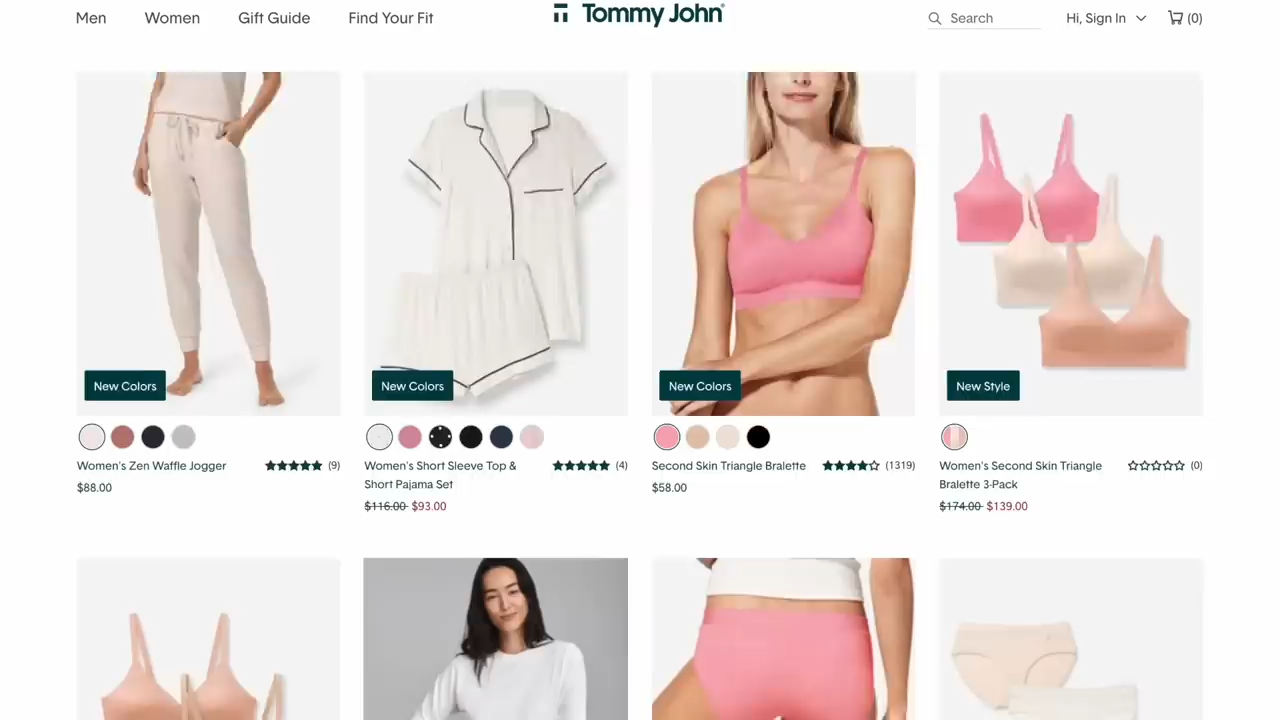 Men
Women
Gift Guide
Find Your Fit
Tommy John®
Search
Hi, Sign In
(0)
New Colors
New Colors
New Colors
New Style
Women's Zen Waffle Jogger
(9)
$88.00
Women's Short Sleeve Top &
Short Pajama Set
(4)
$116.00 $93.00
Second Skin Triangle Bralette
(1319)
$58.00
Women's Second Skin Triangle
Bralette 3-Pack
(0)
$174.00 $139.00